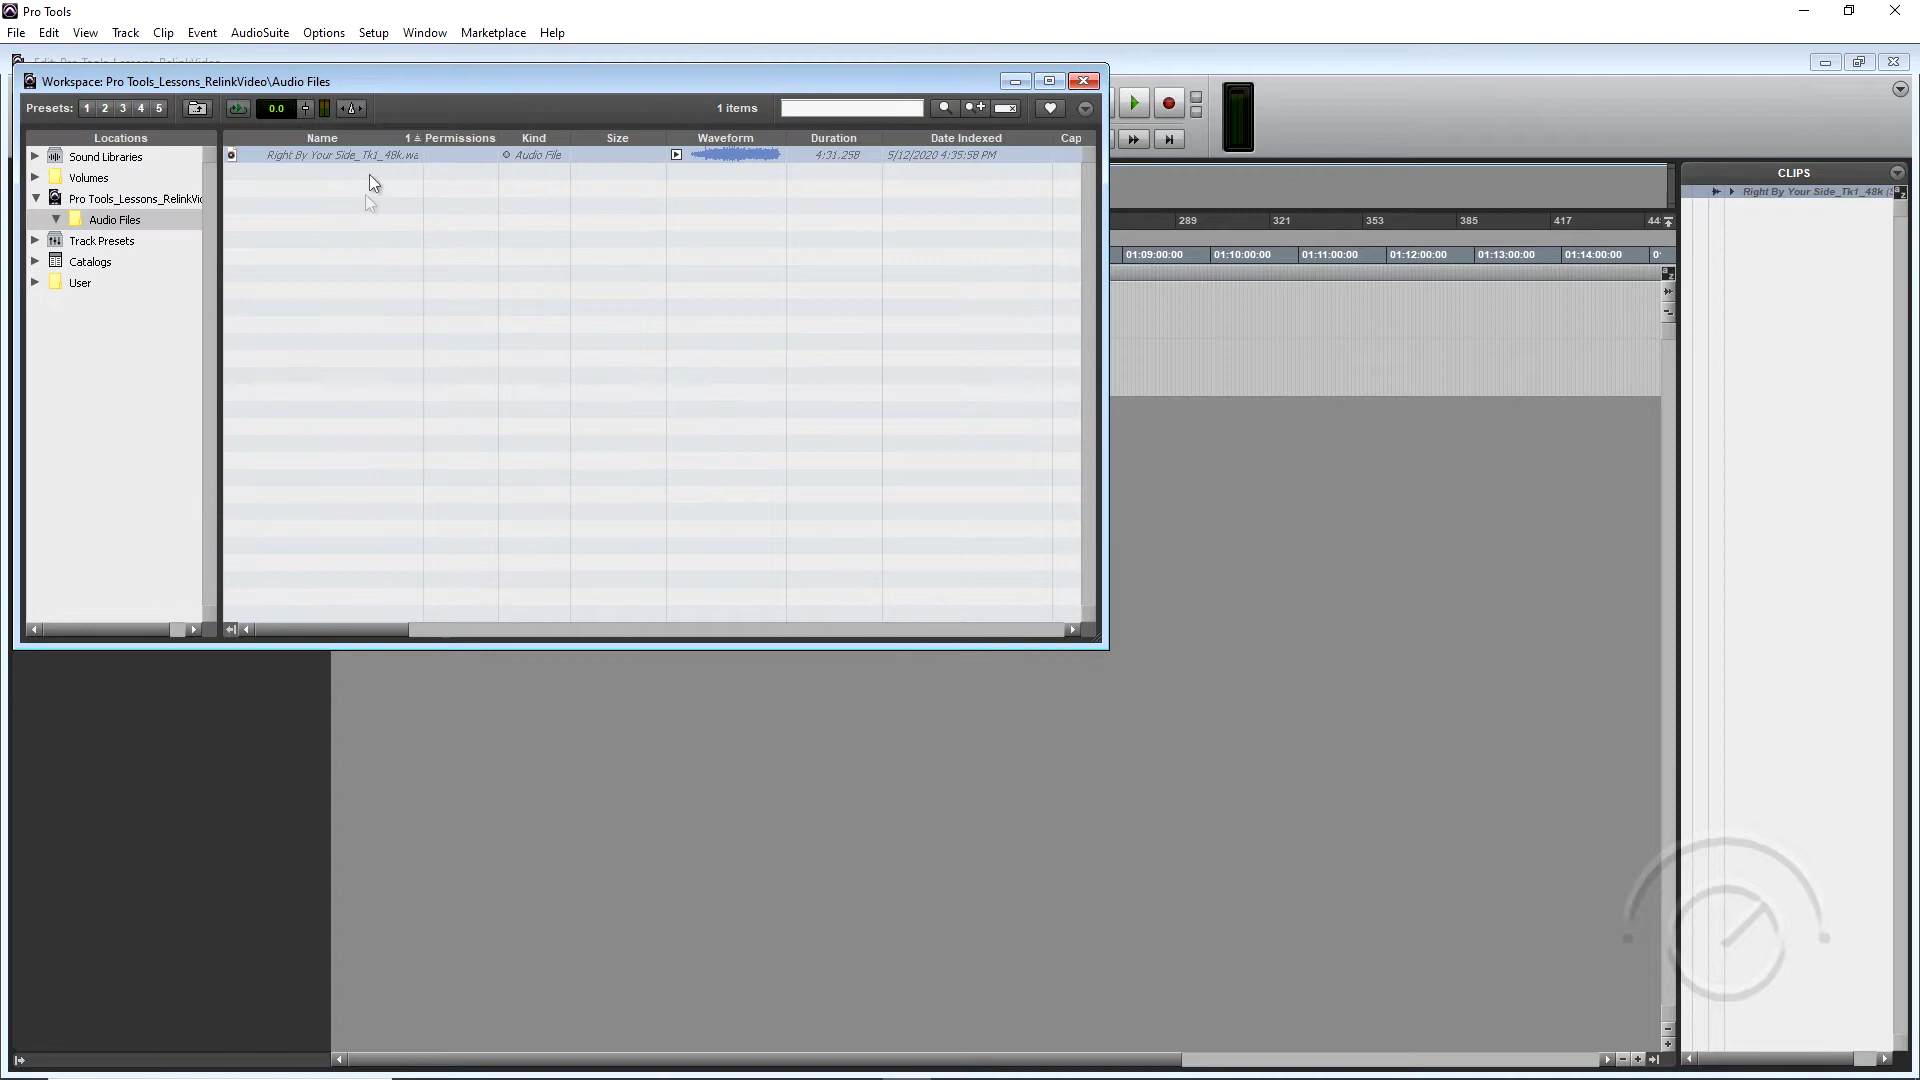 Pro Tools
File Edit View Track Clip Event AudioSuite Options Setup Window Marketplace Help
Workspace: Pro Tools_Lessons_RelinkVideo\Audio Files
Presets: 1 2 3 4 5 0.0 1 items
Locations Name 1 Permissions Kind Size Waveform Duration Date Indexed Cap
Right By Your Side_Tk1_48k.wa Audio File 4:31.258 5/12/2020 4:35:58 PM
Sound Libraries
Volumes
Pro Tools_Lessons_RelinkVi
Audio Files
Track Presets
Catalogs
User
CLIPS
Right By Your Side_Tk1_48k (S
289 321 353 385 417 44
01:09:00:00 01:10:00:00 01:11:00:00 01:12:00:00 01:13:00:00 01:14:00:00 0